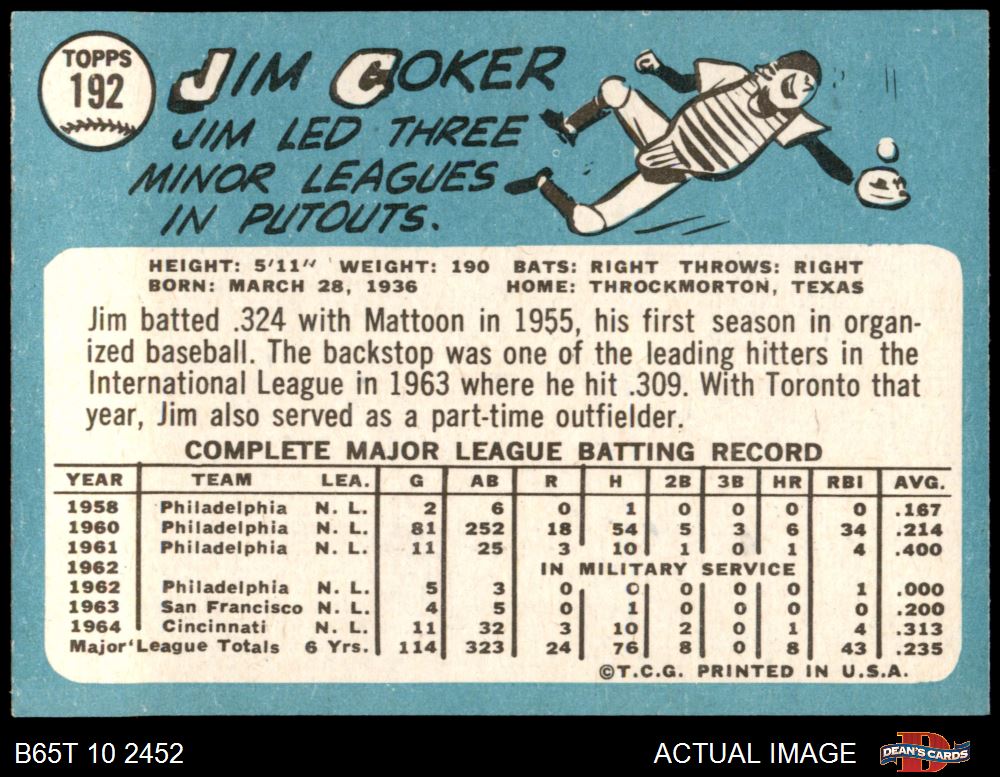 TOPPS
192
JIM COKER
JIM LED THREE
MINOR LEAGUES
IN PUTOUTS.
HEIGHT: 5'11" WEIGHT: 190 BATS: RIGHT THROWS: RIGHT
BORN: MARCH 28, 1936 HOME: THROCKMORTON, TEXAS
Jim batted .324 with Mattoon in 1955, his first season in organ-
ized baseball. The backstop was one of the leading hitters in the
International League in 1963 where he hit .309. With Toronto that
year, Jim also served as a part-time outfielder.
COMPLETE MAJOR LEAGUE BATTING RECORD
YEAR TEAM LEA. G AB R H 2B 3B HR RBI AVG.
1958 Philadelphia N. L. 2 6 0 1 0 0 0 0 .167
1960 Philadelphia N. L. 81 252 18 54 5 3 6 34 .214
1961 Philadelphia N. L. 11 25 3 10 1 0 1 4 .400
1962 IN MILITARY SERVICE
1962 Philadelphia N. L. 5 3 0 0 0 0 0 1 .000
1963 San Francisco N. L. 4 5 0 1 0 0 0 0 .200
1964 Cincinnati N. L. 11 32 3 10 2 0 1 4 .313
Major League Totals 6 Yrs. 114 323 24 76 8 0 8 43 .235
©T.C.G. PRINTED IN U.S.A.
B65T 10 2452 ACTUAL IMAGE DEAN'S CARDS